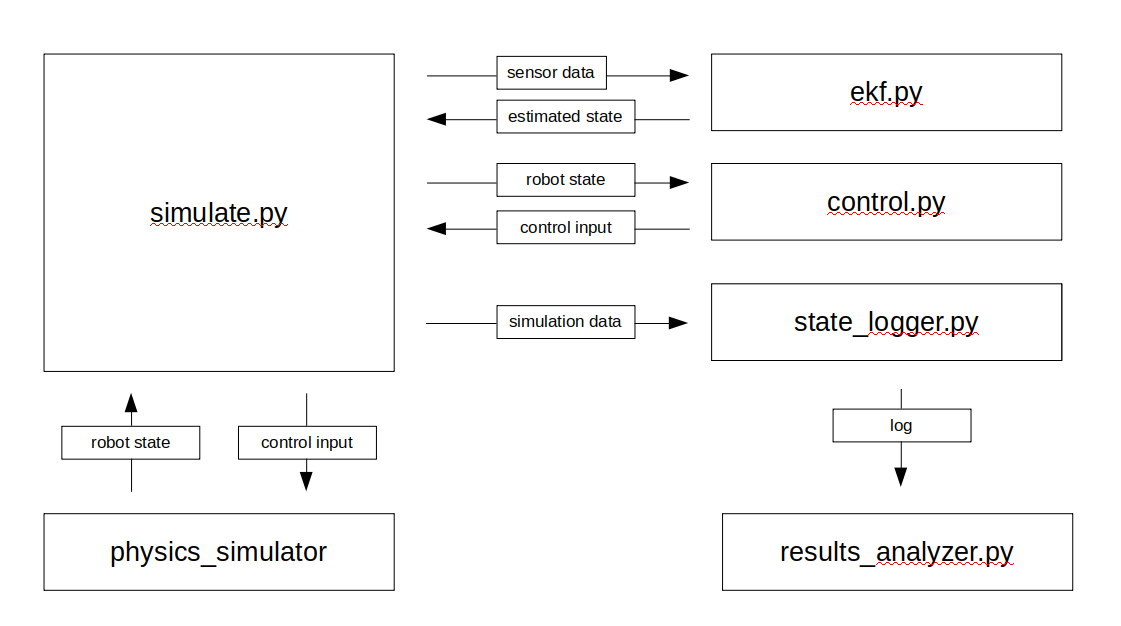 sensor data
ekf.py
estimated state
robot state
control.py
simulate.py
control input
simulation data
state_logger.py
robot state
control input
log
physics_simulator
results_analyzer.py